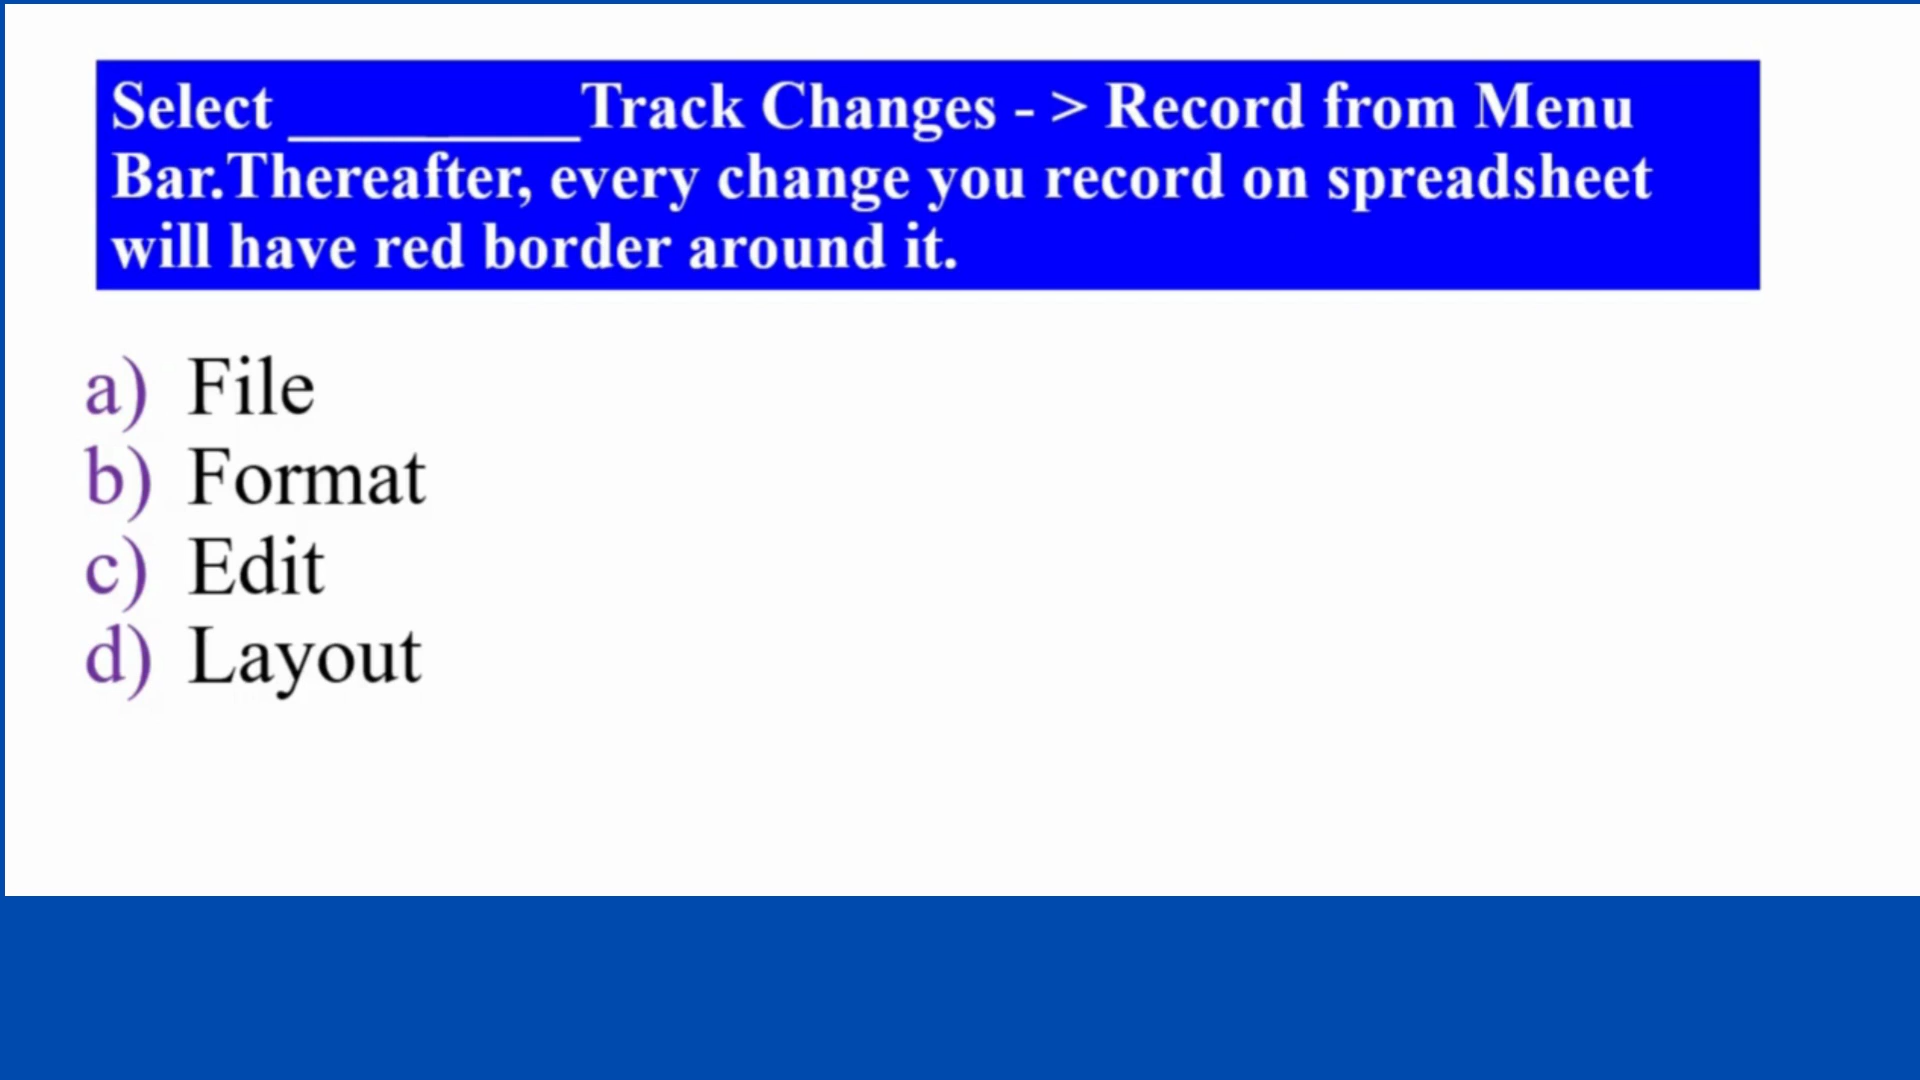 Select _________Track Changes - > Record from Menu
Bar.Thereafter, every change you record on spreadsheet
will have red border around it.
a) File
b) Format
c) Edit
d) Layout